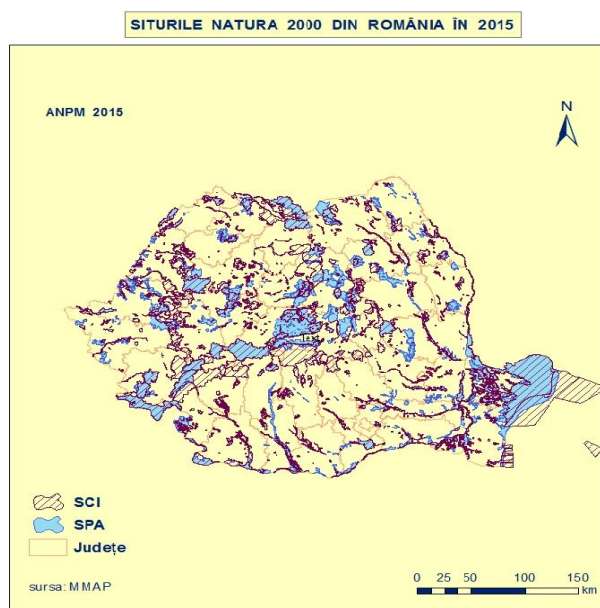 SITURILE NATURA 2000 DIN ROMÂNIA ÎN 2015
ANPM 2015
N
SCI
SPA
Județe
sursa: MMAP
0 25 50 100 150
km